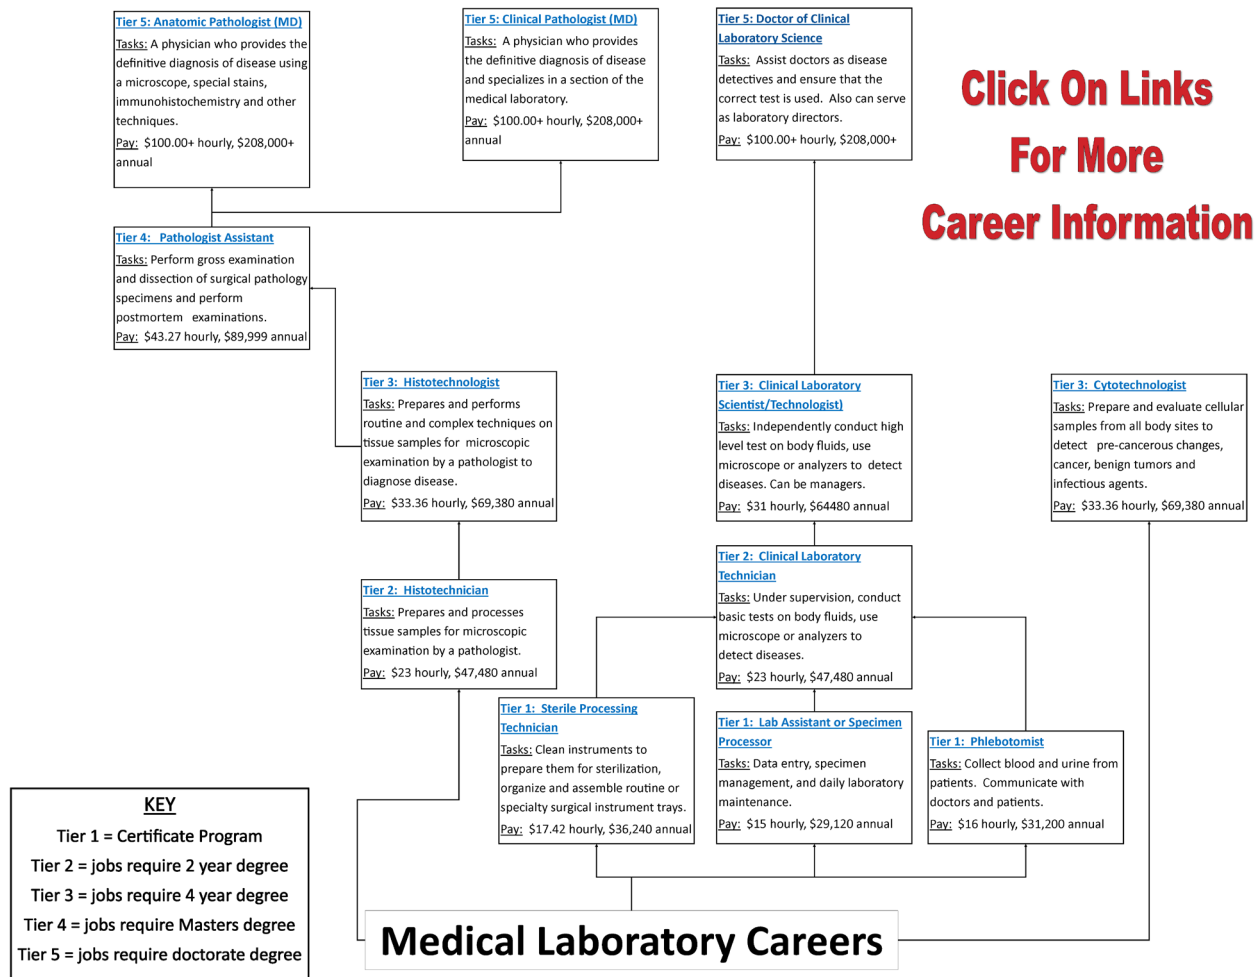 Tier 5: Anatomic Pathologist (MD)
Tasks: A physician who provides the
definitive diagnosis of disease using
a microscope, special stains,
immunohistochemistry and other
techniques.
Pay: $100.00+ hourly, $208,000+
annual
Tier 5: Clinical Pathologist (MD)
Tasks: A physician who provides
the definitive diagnosis of disease
and specializes in a section of the
medical laboratory.
Pay: $100.00+ hourly, $208,000+
annual
Tier 5: Doctor of Clinical
Laboratory Science
Tasks: Assist doctors as disease
detectives and ensure that the
correct test is used. Also can serve
as laboratory directors.
Pay: $100.00+ hourly, $208,000+
Click On Links
For More
Career Information
Tier 4: Pathologist Assistant
Tasks: Perform gross examination
and dissection of surgical pathology
specimens and perform
postmortem examinations.
Pay: $43.27 hourly, $89,999 annual
Tier 3: Histotechnologist
Tasks: Prepares and performs
routine and complex techniques on
tissue samples for microscopic
examination by a pathologist to
diagnose disease.
Pay: $33.36 hourly, $69,380 annual
Tier 3: Clinical Laboratory
Scientist/Technologist)
Tasks: Independently conduct high
level test on body fluids, use
microscope or analyzers to detect
diseases. Can be managers.
Pay: $31 hourly, $64480 annual
Tier 3: Cytotechnologist
Tasks: Prepare and evaluate cellular
samples from all body sites to
detect pre-cancerous changes,
cancer, benign tumors and
infectious agents.
Pay: $33.36 hourly, $69,380 annual
Tier 2: Histotechnician
Tasks: Prepares and processes
tissue samples for microscopic
examination by a pathologist.
Pay: $23 hourly, $47,480 annual
Tier 2: Clinical Laboratory
Technician
Tasks: Under supervision, conduct
basic tests on body fluids, use
microscope or analyzers to
detect diseases.
Pay: $23 hourly, $47,480 annual
Tier 1: Sterile Processing
Technician
Tasks: Clean instruments to
prepare them for sterilization,
organize and assemble routine or
specialty surgical instrument trays.
Pay: $17.42 hourly, $36,240 annual
Tier 1: Lab Assistant or Specimen
Processor
Tasks: Data entry, specimen
management, and daily laboratory
maintenance.
Pay: $15 hourly, $29,120 annual
Tier 1: Phlebotomist
Tasks: Collect blood and urine from
patients. Communicate with
doctors and patients.
Pay: $16 hourly, $31,200 annual
KEY
Tier 1 = Certificate Program
Tier 2 = jobs require 2 year degree
Tier 3 = jobs require 4 year degree
Tier 4 = jobs require Masters degree
Tier 5 = jobs require doctorate degree
Medical Laboratory Careers